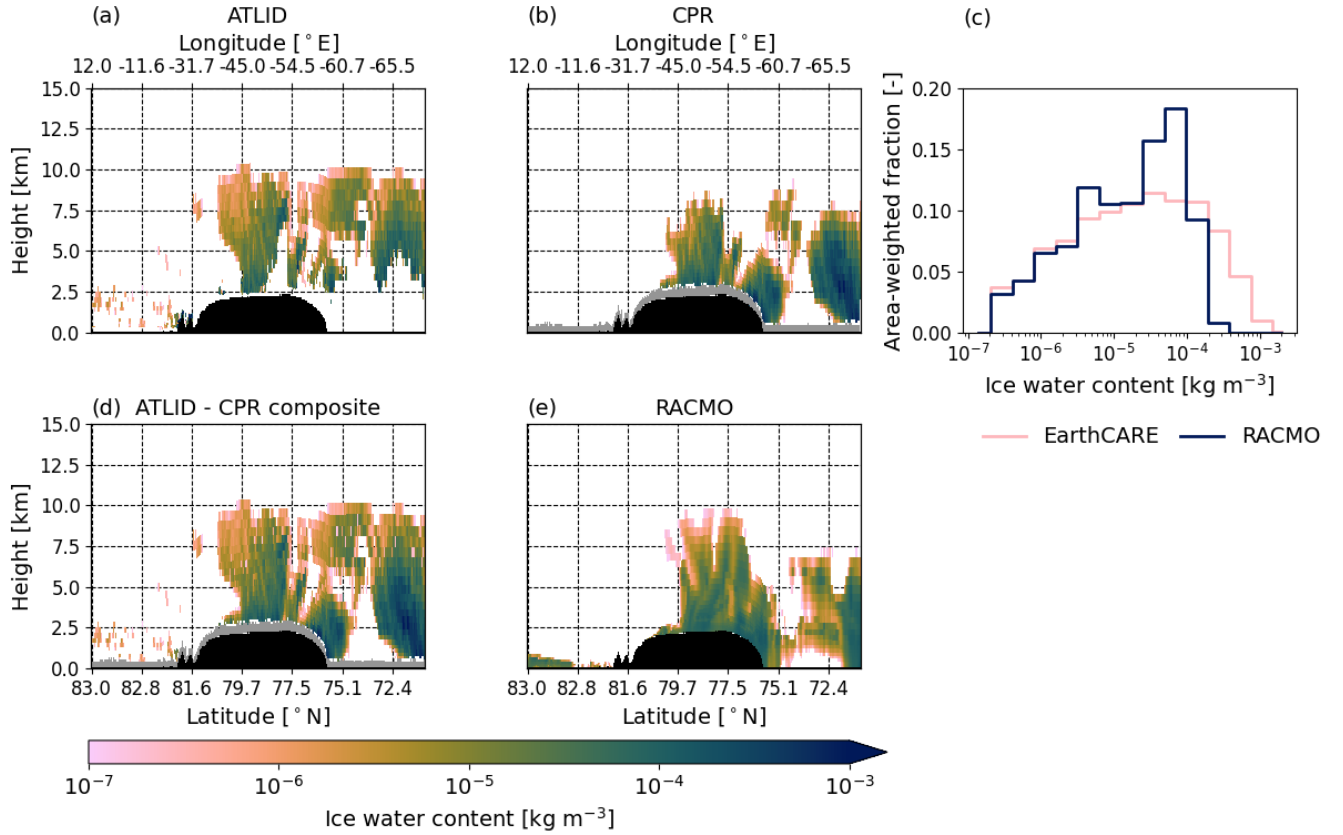 (a) ATLID
Longitude [°E]
12.0 -11.6 -31.7 -45.0 -54.5 -60.7 -65.5
15.0
12.5
10.0
7.5
5.0
2.5
0.0
Height [km]
(b) CPR
Longitude [°E]
12.0 -11.6 -31.7 -45.0 -54.5 -60.7 -65.5
(c)
0.20
0.15
0.10
0.05
0.00
Area-weighted fraction [-]
10⁻⁷ 10⁻⁶ 10⁻⁵ 10⁻⁴ 10⁻³
Ice water content [kg m⁻³]
EarthCARE RACMO
(d) ATLID - CPR composite
15.0
12.5
10.0
7.5
5.0
2.5
0.0
Height [km]
83.0 82.8 81.6 79.7 77.5 75.1 72.4
Latitude [°N]
(e) RACMO
83.0 82.8 81.6 79.7 77.5 75.1 72.4
Latitude [°N]
10⁻⁷ 10⁻⁶ 10⁻⁵ 10⁻⁴ 10⁻³
Ice water content [kg m⁻³]